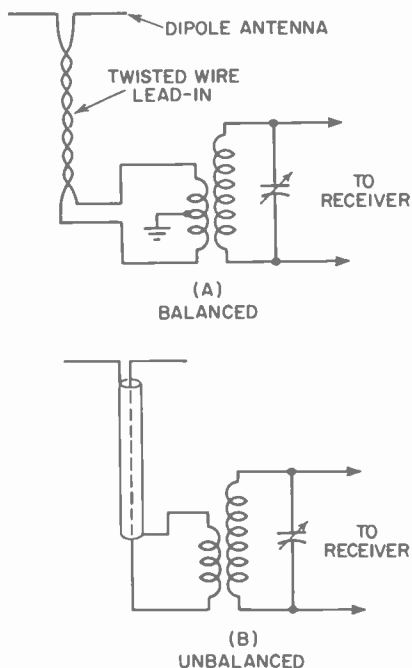 DIPOLE ANTENNA
TWISTED WIRE
LEAD-IN
TO
RECEIVER
(A)
BALANCED
TO
RECEIVER
(B)
UNBALANCED